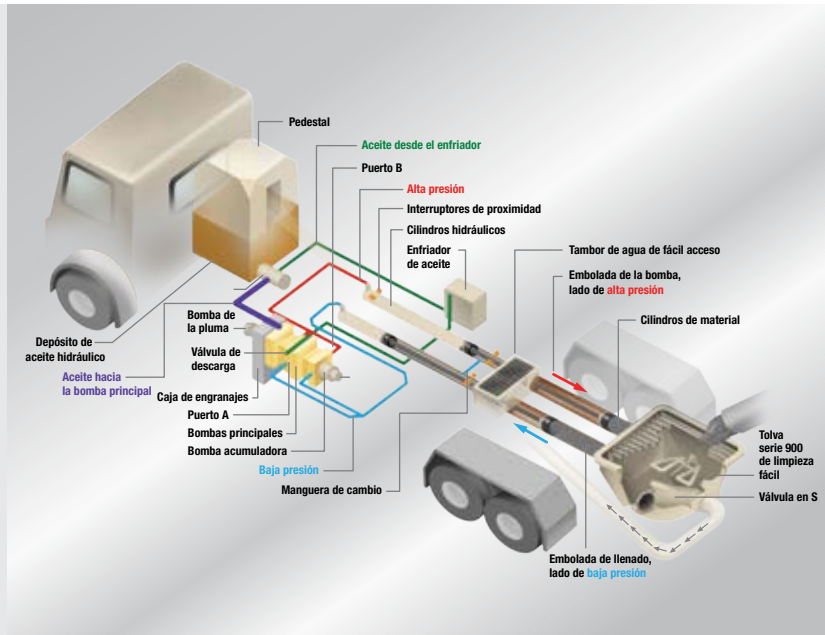 Pedestal
Aceite desde el enfriador
Puerto B
Alta presión
Interruptores de proximidad
Cilindros hidráulicos
Enfriador
de aceite
Tambor de agua de fácil acceso
Embolada de la bomba,
lado de alta presión
Cilindros de material
Depósito de
aceite hidráulico
Bomba de
la pluma
Válvula de
descarga
Aceite hacia
la bomba principal
Caja de engranajes
Puerto A
Bombas principales
Bomba acumuladora
Baja presión
Manguera de cambio
Tolva
serie 900
de limpieza
fácil
Válvula en S
Embolada de llenado,
lado de baja presión